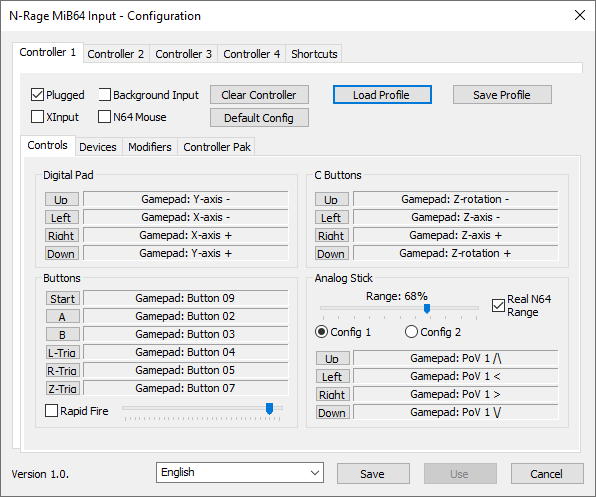 N-Rage MiB64 Input - Configuration
Controller 1 Controller 2 Controller 3 Controller 4 Shortcuts
Plugged Background Input Clear Controller Load Profile Save Profile
XInput N64 Mouse Default Config
Controls Devices Modifiers Controller Pak
Digital Pad
Up Gamepad: Y-axis -
Left Gamepad: X-axis -
Right Gamepad: X-axis +
Down Gamepad: Y-axis +
C Buttons
Up Gamepad: Z-rotation -
Left Gamepad: Z-axis -
Right Gamepad: Z-axis +
Down Gamepad: Z-rotation +
Buttons
Start Gamepad: Button 09
A Gamepad: Button 02
B Gamepad: Button 03
L-Trig Gamepad: Button 04
R-Trig Gamepad: Button 05
Z-Trig Gamepad: Button 07
Rapid Fire
Analog Stick
Range: 68%
Real N64
Range
Config 1 Config 2
Up Gamepad: PoV 1 /\
Left Gamepad: PoV 1 <
Right Gamepad: PoV 1 >
Down Gamepad: PoV 1 \/
Version 1.0. English Save Use Cancel